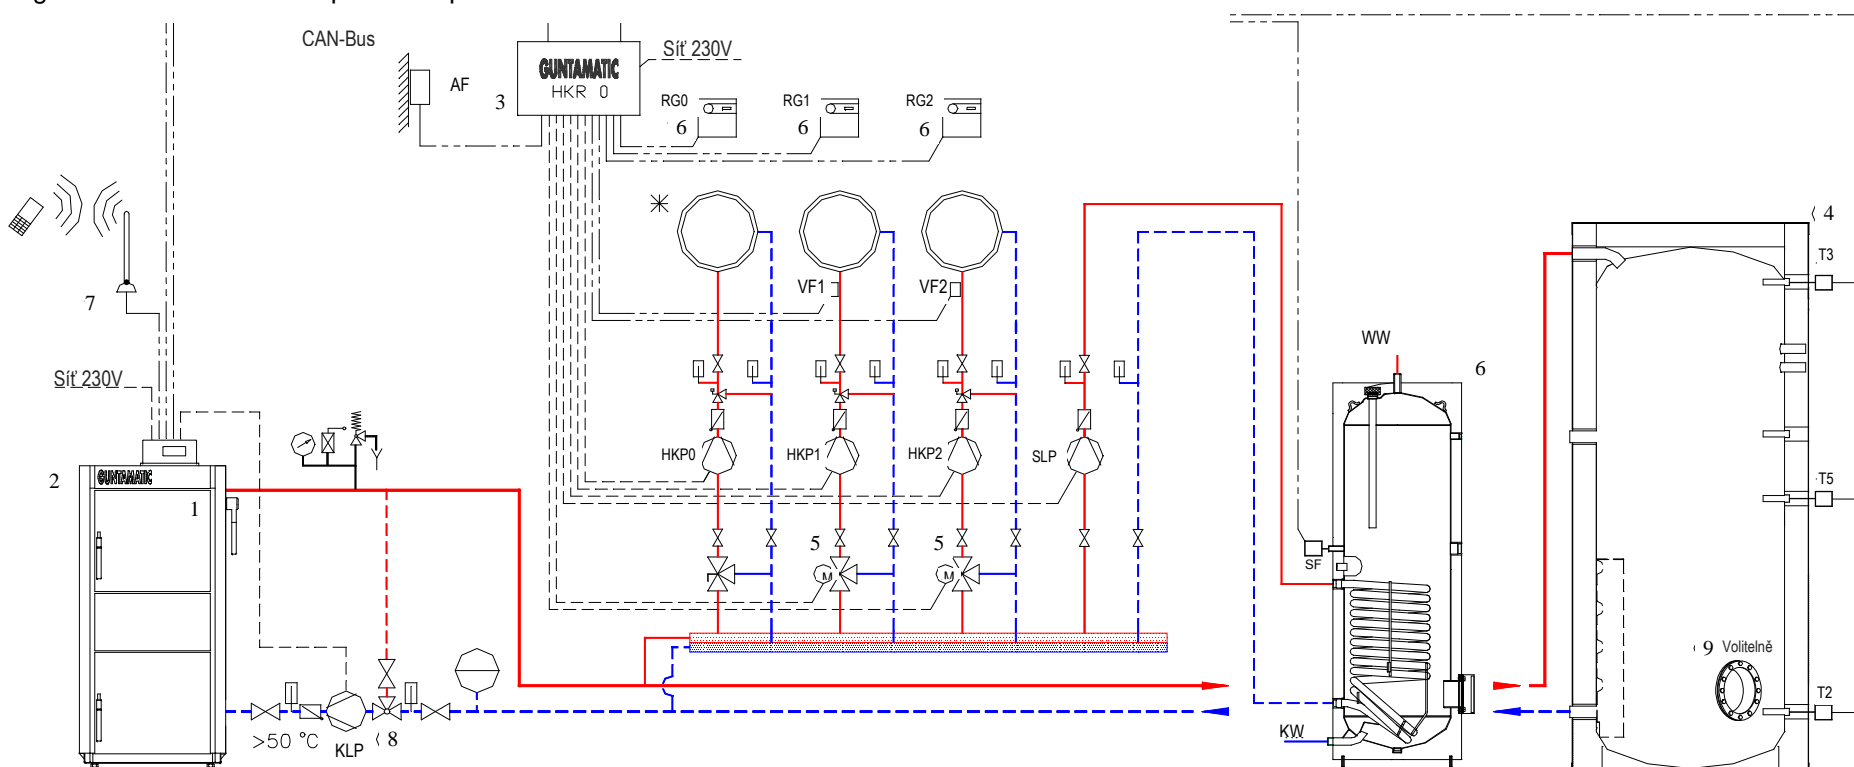 CAN-Bus
Síť 230V
GUNTAMATIC
HKR 0
AF
3
RG0
RG1
RG2
6
6
6
4
T3
VF1
VF2
7
WW
6
Síť 230V
HKP0
HKP1
HKP2
SLP
2
GUNTAMATIC
1
T5
5
5
SF
M
M
9 Volitelně
T2
>50 °C
KLP
8
KW